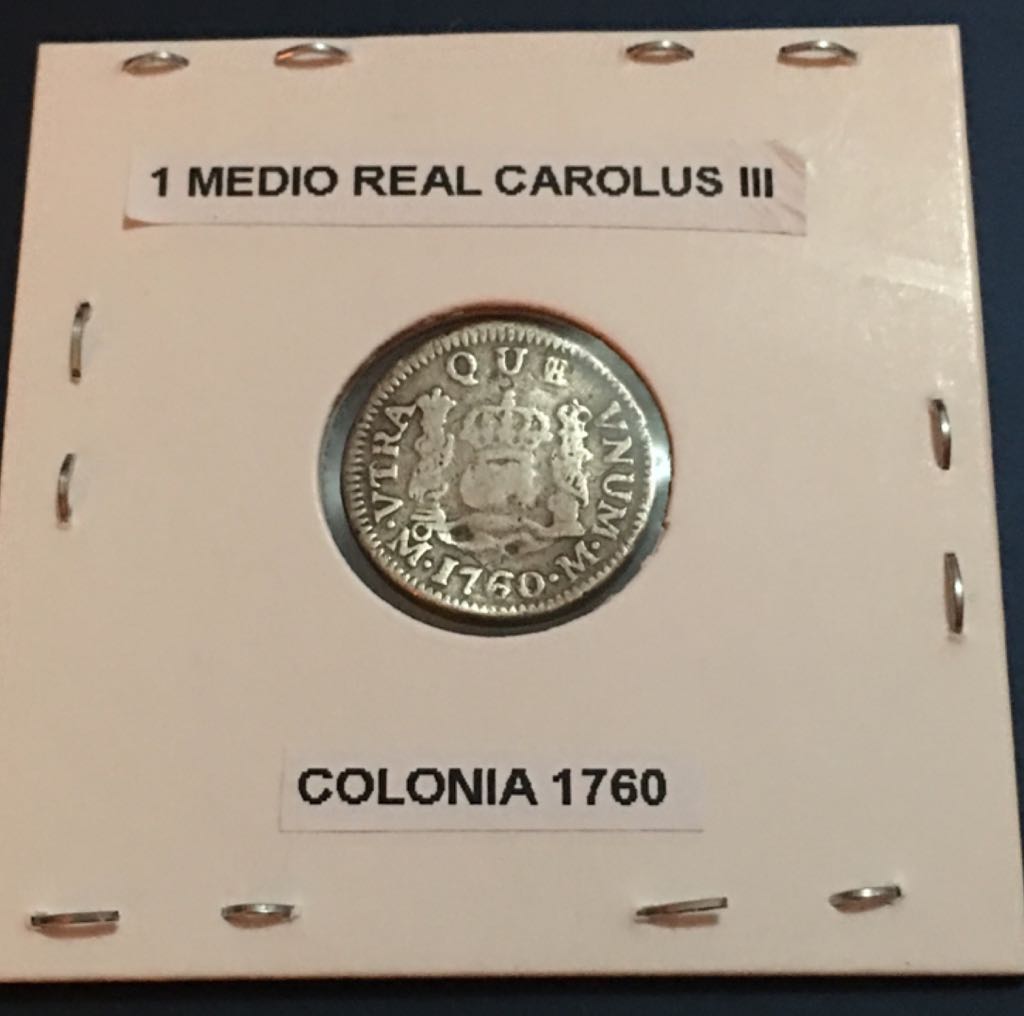 1 MEDIO REAL CAROLUS III
VTRA QUE VNUM
M 1760 M
COLONIA 1760